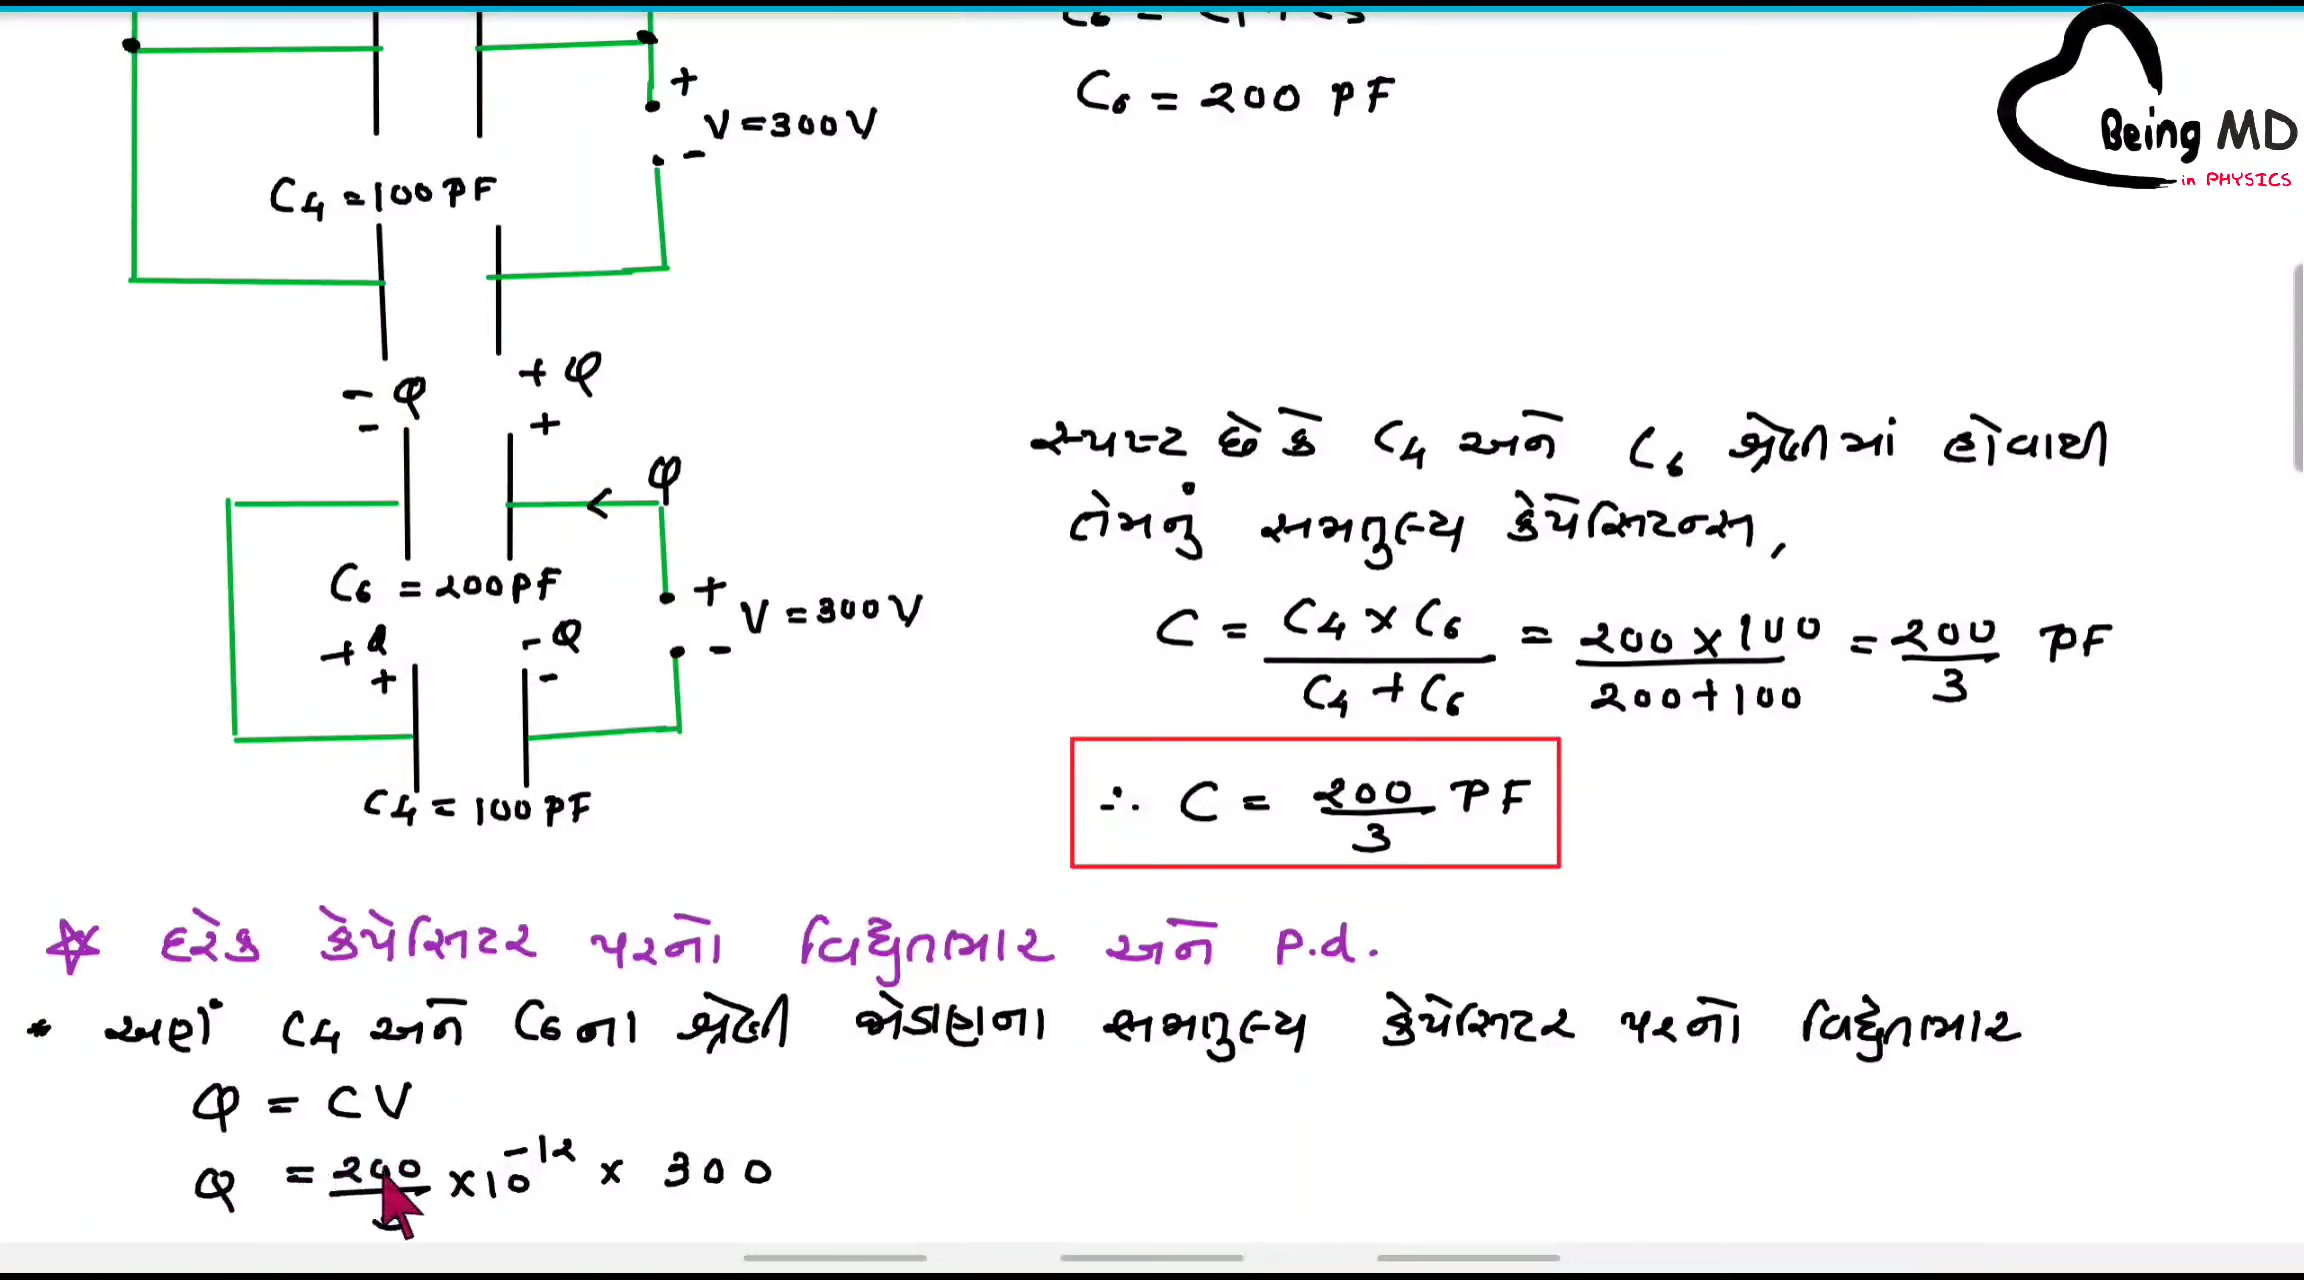 C6 = 200 PF
+
V = 300 V
-
Being MD
in PHYSICS
C4 = 100 PF
- Q
+ Q
-
+
Q
C6 = 200 PF
+
V = 300 V
-
+ Q
- Q
+
-
C4 = 100 PF
સ્પષ્ટ છે કે C4 અને C6 શ્રેણીમાં હોવાથી
તેમનું સમતુલ્ય કેપેસિટન્સ,
C = C4 × C6 / C4 + C6 = 200 × 100 / 200 + 100 = 200 / 3 PF
∴ C = 200 / 3 PF
☆ દરેક કેપેસિટર પરનો વિદ્યુતભાર અને P.d.
* અહીં C4 અને C6 ના શ્રેણી જોડાણના સમતુલ્ય કેપેસિટર પરનો વિદ્યુતભાર
Q = CV
Q = 200 / 3 × 10^-12 × 300